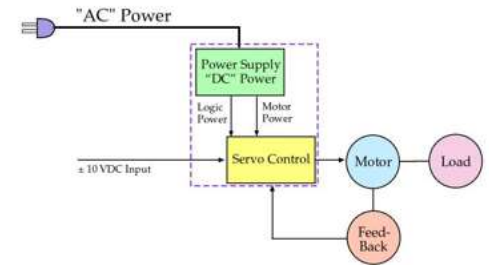 "AC" Power
Power Supply
"DC" Power
Logic
Power
Motor
Power
Servo Control
± 10 VDC Input
Motor
Load
Feed-
Back